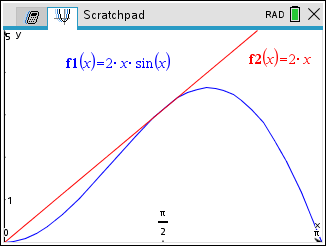 Scratchpad RAD
5 y
f1(x)=2·x·sin(x)
f2(x)=2·x
1
π
2
x
0 π